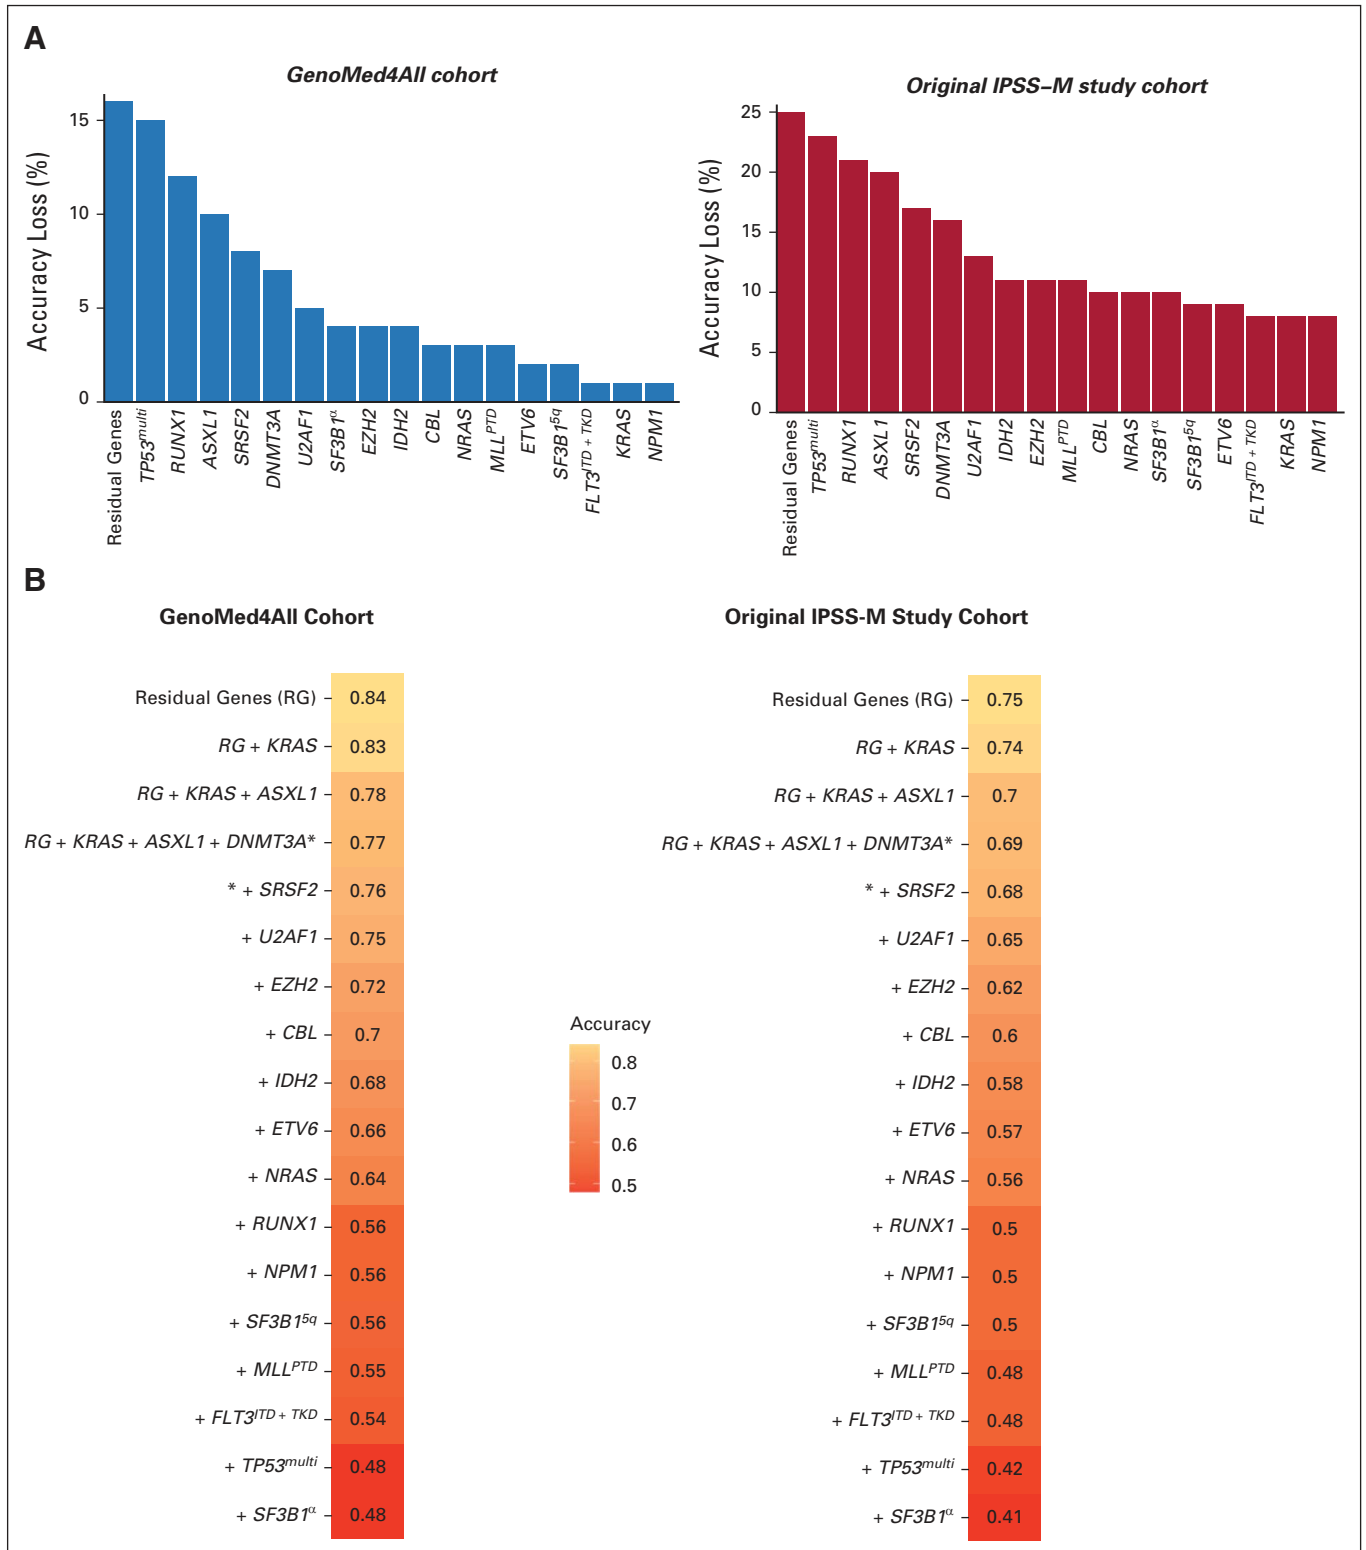 A
GenoMed4All cohort
Accuracy Loss (%)
15
10
5
0
Residual Genes
TP53multi
RUNX1
ASXL1
SRSF2
DNMT3A
U2AF1
SF3B1α
EZH2
IDH2
CBL
NRAS
MLLPTD
ETV6
SF3B15q
FLT3ITD + TKD
KRAS
NPM1
Original IPSS–M study cohort
Accuracy Loss (%)
25
20
15
10
5
0
Residual Genes
TP53multi
RUNX1
ASXL1
SRSF2
DNMT3A
U2AF1
IDH2
EZH2
MLLPTD
CBL
NRAS
SF3B1α
SF3B15q
ETV6
FLT3ITD + TKD
KRAS
NPM1
B
GenoMed4All Cohort
Residual Genes (RG) 0.84
RG + KRAS 0.83
RG + KRAS + ASXL1 0.78
RG + KRAS + ASXL1 + DNMT3A* 0.77
* + SRSF2 0.76
+ U2AF1 0.75
+ EZH2 0.72
+ CBL 0.7
+ IDH2 0.68
+ ETV6 0.66
+ NRAS 0.64
+ RUNX1 0.56
+ NPM1 0.56
+ SF3B15q 0.56
+ MLLPTD 0.55
+ FLT3ITD + TKD 0.54
+ TP53multi 0.48
+ SF3B1α 0.48
Accuracy
0.8
0.7
0.6
0.5
Original IPSS-M Study Cohort
Residual Genes (RG) 0.75
RG + KRAS 0.74
RG + KRAS + ASXL1 0.7
RG + KRAS + ASXL1 + DNMT3A* 0.69
* + SRSF2 0.68
+ U2AF1 0.65
+ EZH2 0.62
+ CBL 0.6
+ IDH2 0.58
+ ETV6 0.57
+ NRAS 0.56
+ RUNX1 0.5
+ NPM1 0.5
+ SF3B15q 0.5
+ MLLPTD 0.48
+ FLT3ITD + TKD 0.48
+ TP53multi 0.42
+ SF3B1α 0.41